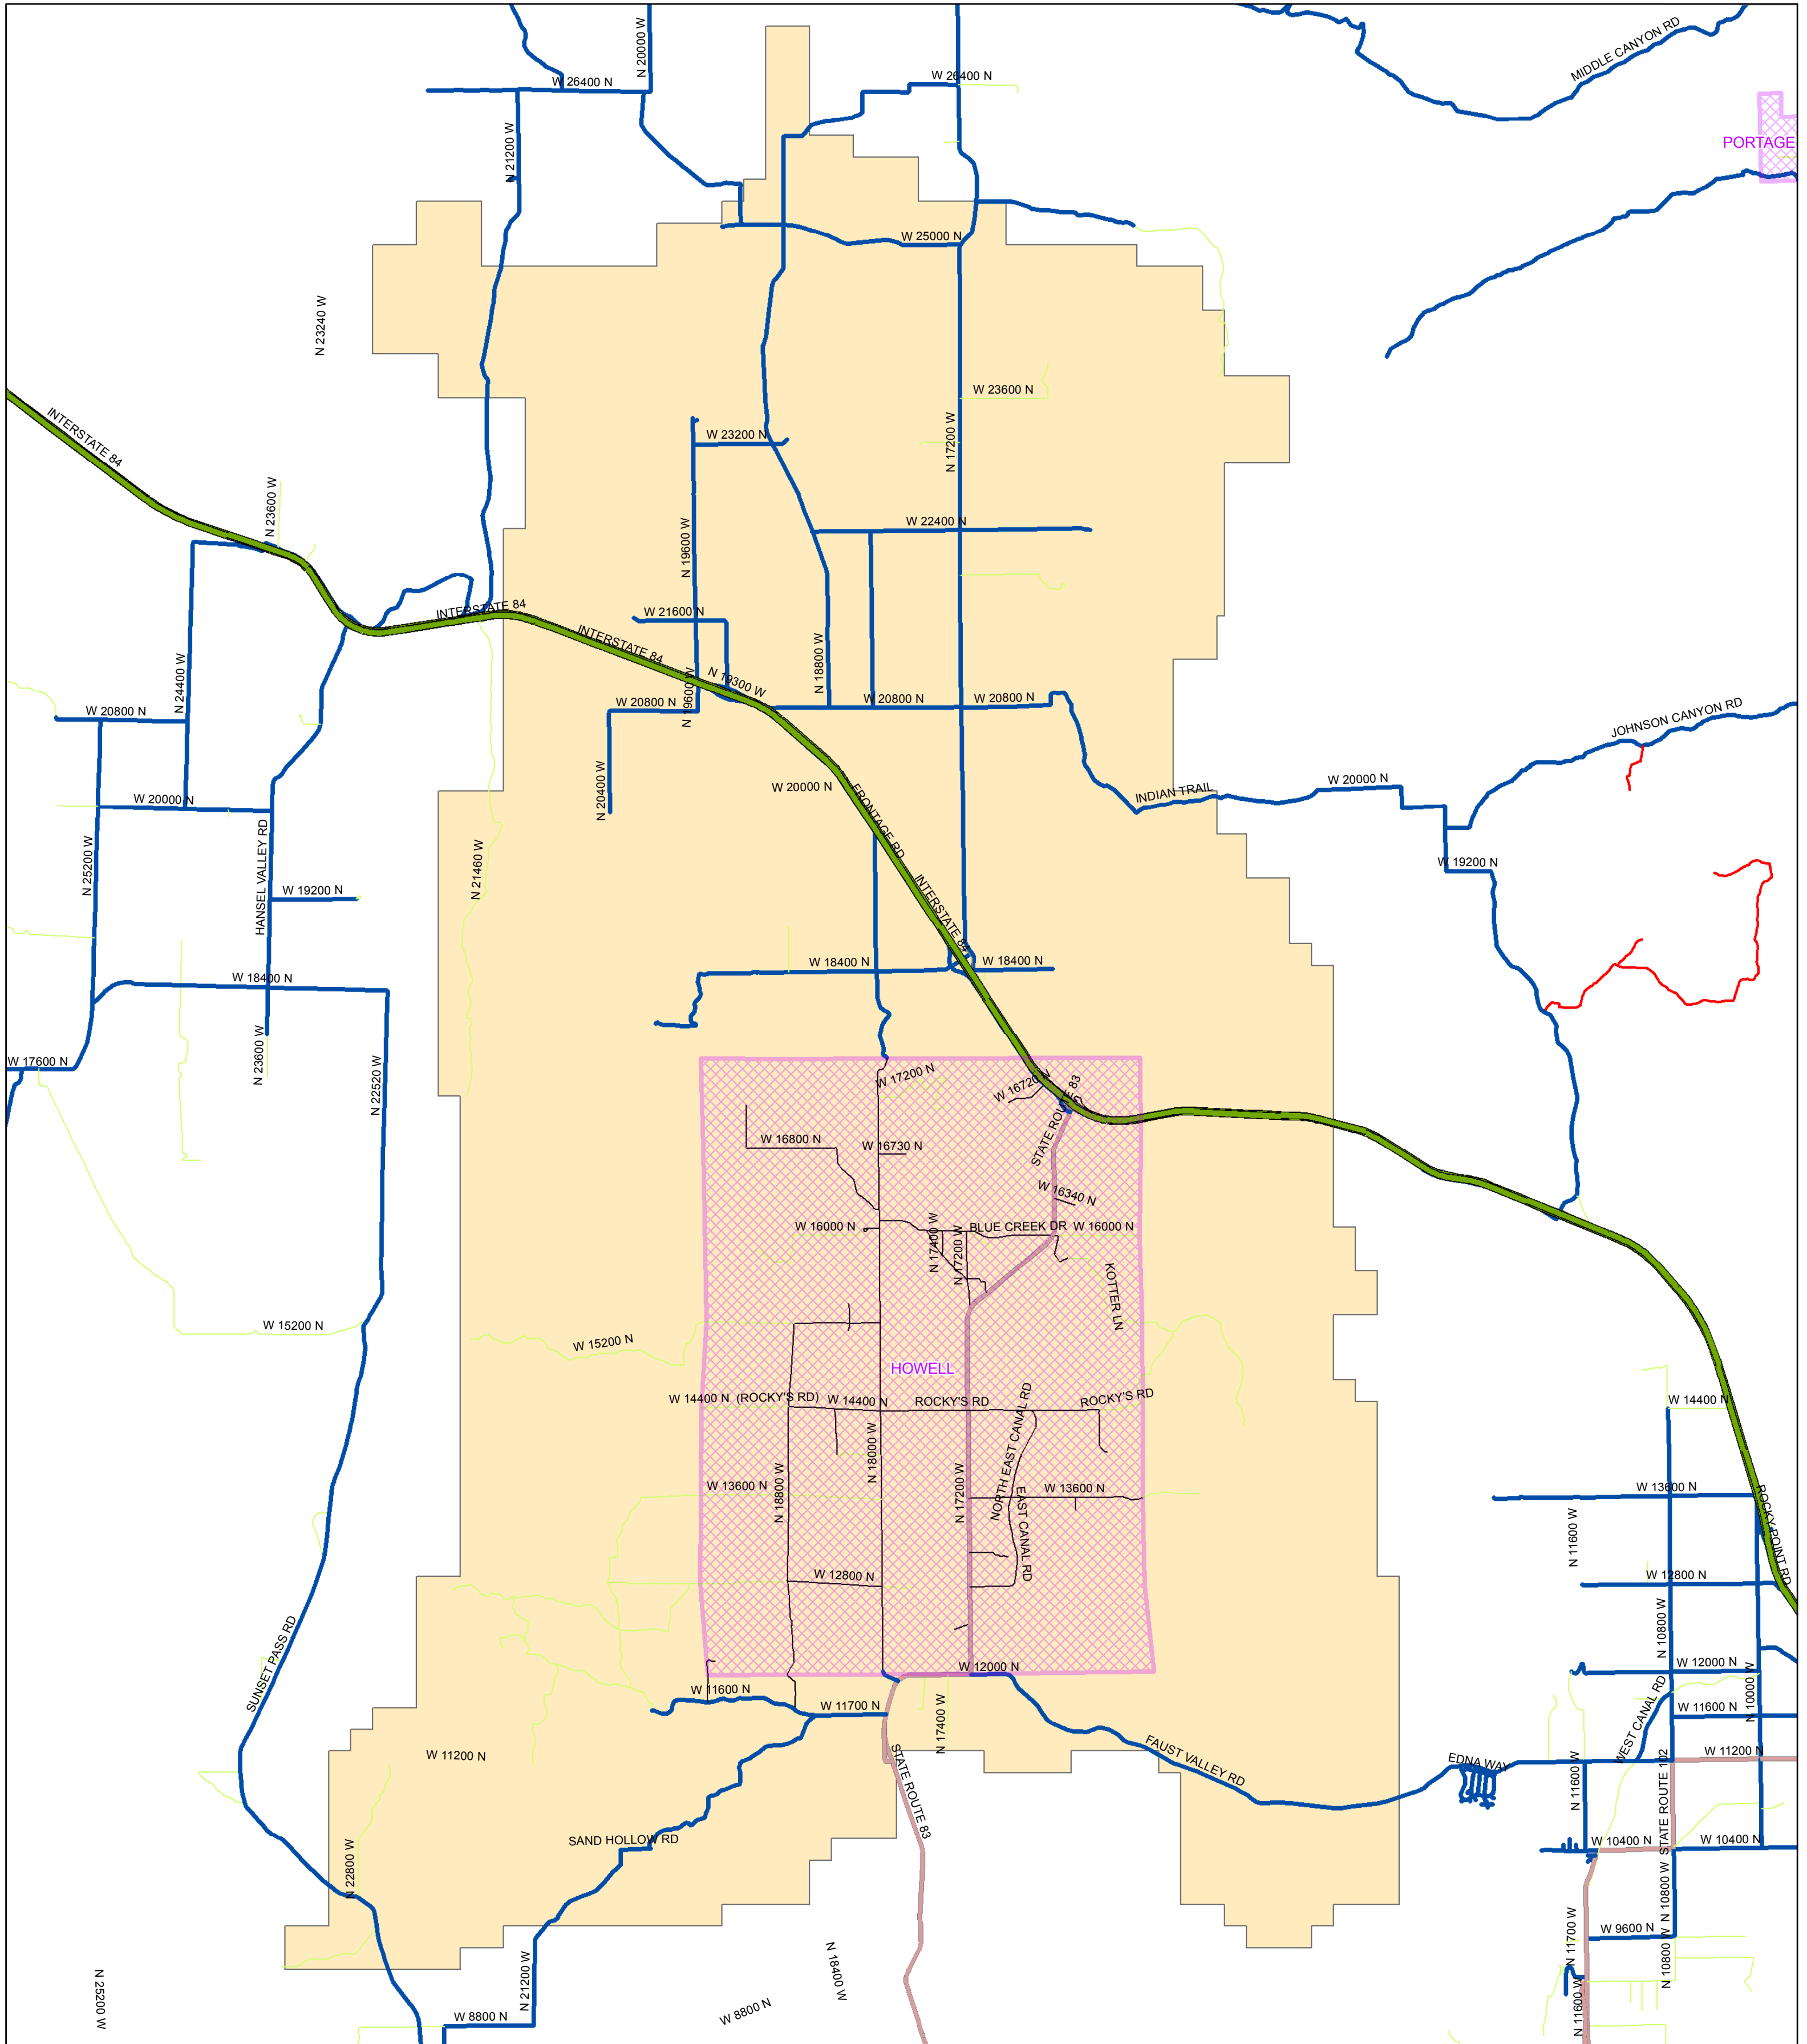 MIDDLE CANYON RD
N 20000 W
W 26400 N
W 26400 N
PORTAGE
N 21200 W
W 25000 N
N 23240 W
W 23600 N
INTERSTATE 84
W 23200 N
N 17200 W
N 23600 W
W 22400 N
N 19600 W
INTERSTATE 84
W 21600 N
INTERSTATE 84
N 24400 W
N 18800 W
N 19300 W
N 19600 W
W 20800 N
W 20800 N
W 20800 N
W 20800 N
JOHNSON CANYON RD
W 20000 N
INDIAN TRAIL
W 20000 N
N 20400 W
W 20000 N
FRONTAGE RD
N 25200 W
HANSEL VALLEY RD
N 21460 W
W 19200 N
W 19200 N
INTERSTATE 84
W 18400 N
W 18400 N
W 18400 N
W 17600 N
N 23600 W
N 22520 W
W 17200 N
W 16720 N
STATE ROUTE 83
W 16800 N
W 16730 N
W 16340 N
W 16000 N
N 17400 W
N 17200 W
BLUE CREEK DR
W 16000 N
KOTTER LN
W 15200 N
W 15200 N
HOWELL
W 14400 N (ROCKY'S RD)
W 14400 N
ROCKY'S RD
ROCKY'S RD
W 14400 N
N 18000 W
NORTH EAST CANAL RD
W 13600 N
N 18800 W
N 17200 W
EAST CANAL RD
W 13600 N
W 13600 N
ROCKY POINT RD
N 11600 W
W 12800 N
W 12800 N
N 10800 W
SUNSET PASS RD
W 12000 N
W 12000 N
WEST CANAL RD
N 10000 W
W 11600 N
W 11700 N
N 17400 W
W 11600 N
W 11200 N
STATE ROUTE 83
FAUST VALLEY RD
EDNA WAY
N 11600 W
STATE ROUTE 102
W 11200 N
SAND HOLLOW RD
N 22800 W
W 10400 N
W 10400 N
N 10800 W
N 11700 W
W 9600 N
N 10800 W
N 25200 W
N 21200 W
N 18400 W
N 11600 W
W 8800 N
W 8800 N